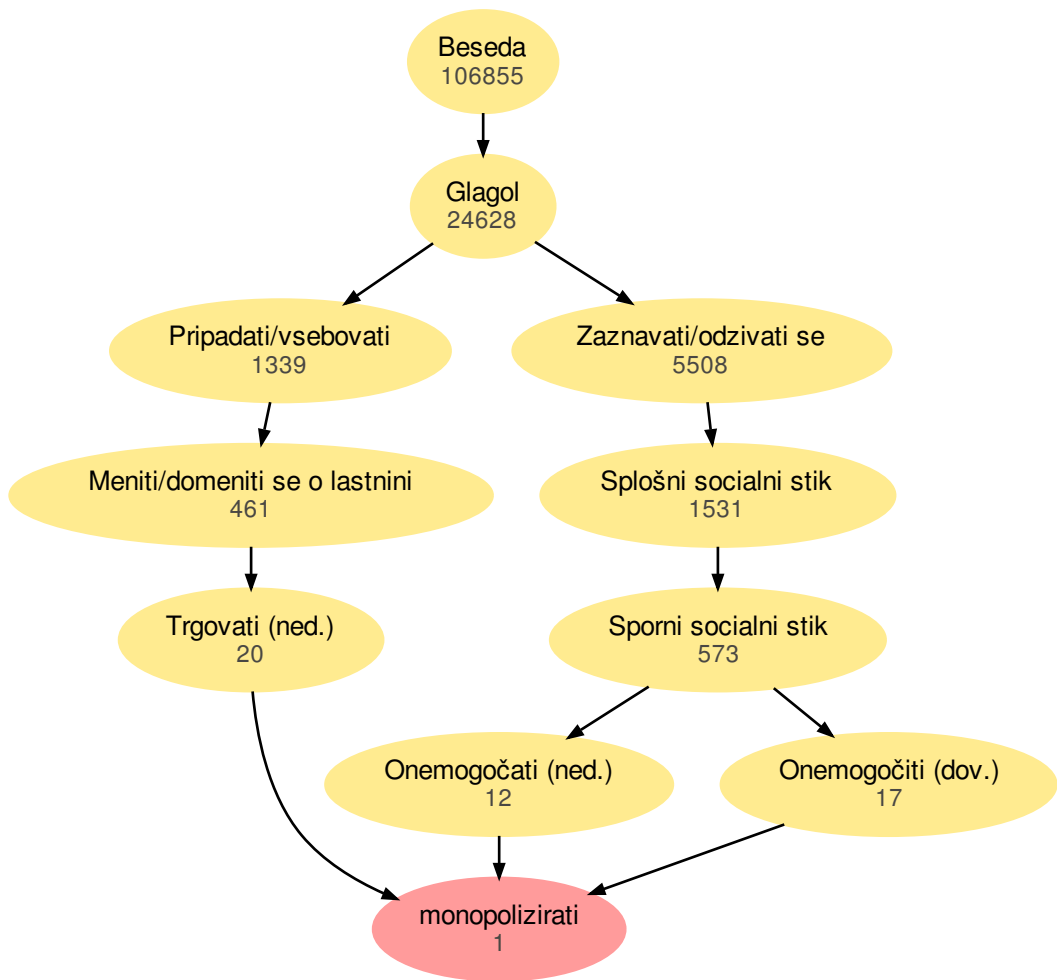 Beseda
106855
Glagol
24628
Pripadati/vsebovati
1339
Zaznavati/odzivati se
5508
Meniti/domeniti se o lastnini
461
Splošni socialni stik
1531
Trgovati (ned.)
20
Sporni socialni stik
573
Onemogočati (ned.)
12
Onemogočiti (dov.)
17
monopolizirati
1